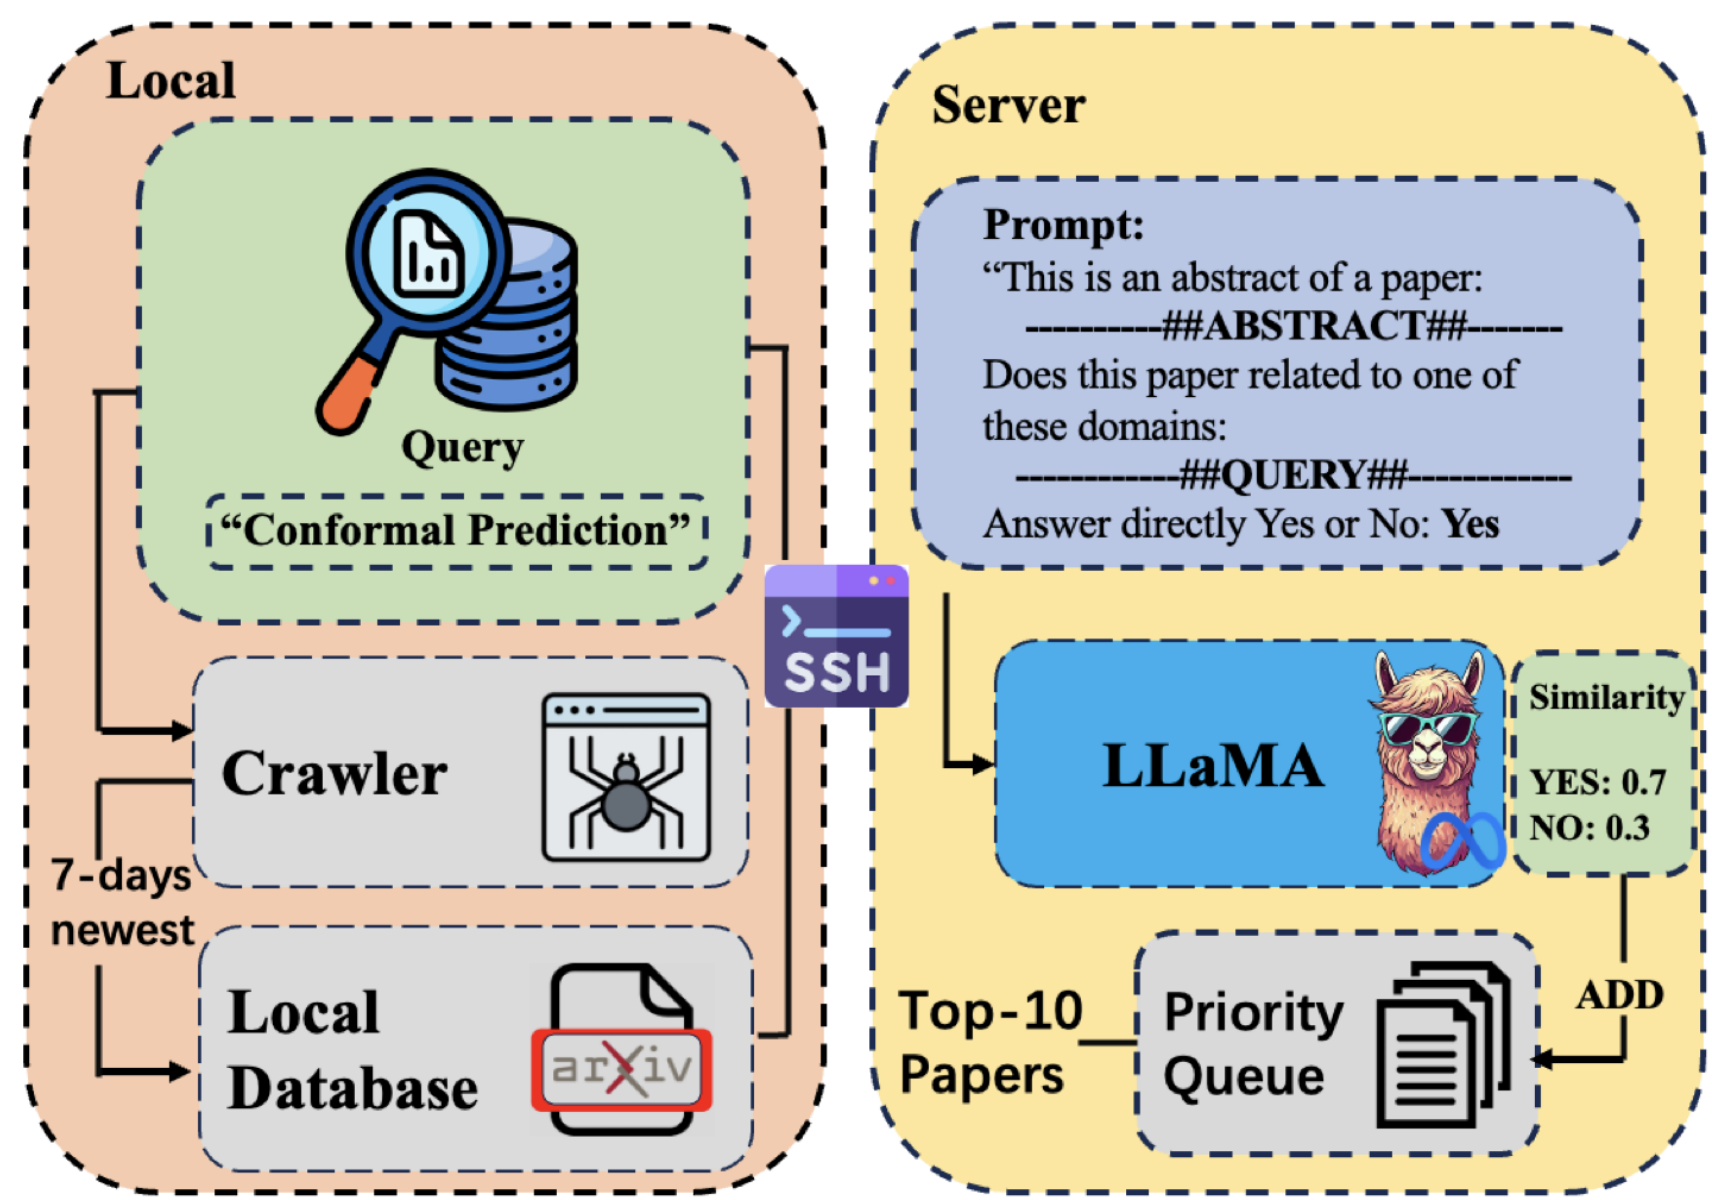 Local
Query
“Conformal Prediction”
Crawler
7-days
newest
Local
Database
arXiv
SSH
Server
Prompt:
“This is an abstract of a paper:
----------##ABSTRACT##-------
Does this paper related to one of
these domains:
------------##QUERY##------------
Answer directly Yes or No: Yes
LLaMA
Similarity
YES: 0.7
NO: 0.3
ADD
Priority
Queue
Top-10
Papers